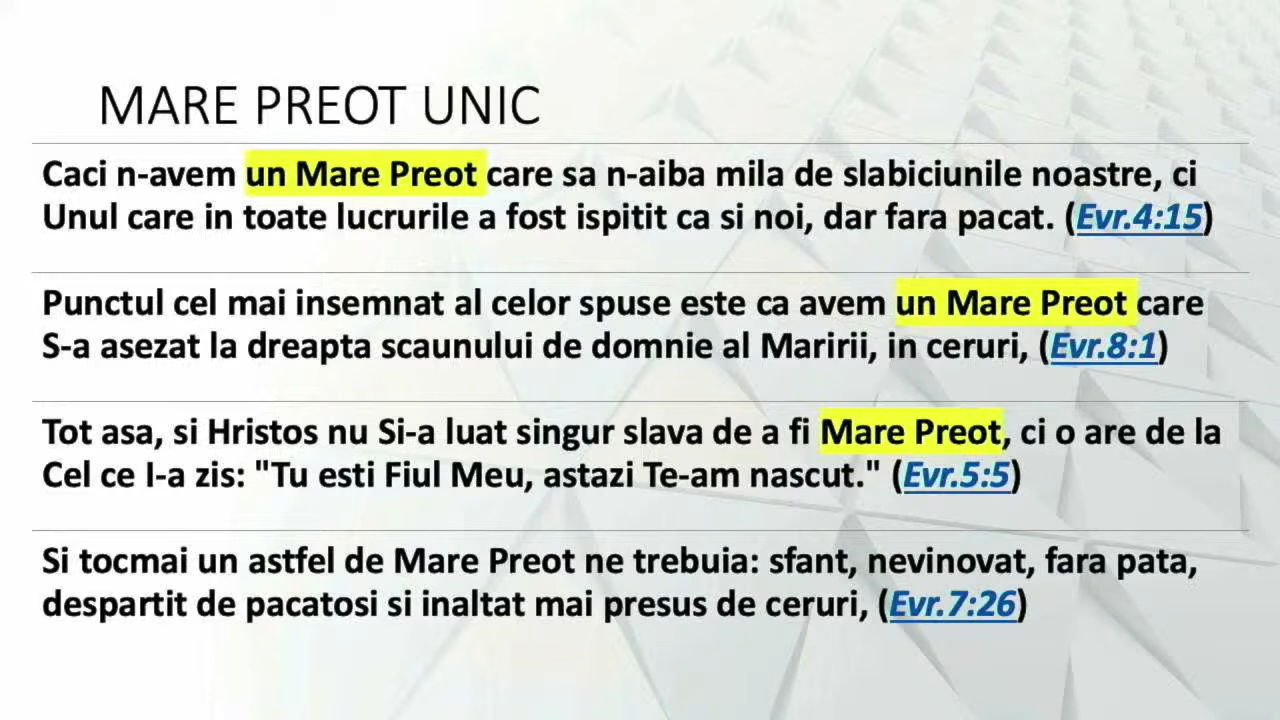 MARE PREOT UNIC
Caci n-avem un Mare Preot care sa n-aiba mila de slabiciunile noastre, ci
Unul care in toate lucrurile a fost ispitit ca si noi, dar fara pacat. (Evr.4:15)
Punctul cel mai insemnat al celor spuse este ca avem un Mare Preot care
S-a asezat la dreapta scaunului de domnie al Maririi, in ceruri, (Evr.8:1)
Tot asa, si Hristos nu Si-a luat singur slava de a fi Mare Preot, ci o are de la
Cel ce I-a zis: "Tu esti Fiul Meu, astazi Te-am nascut." (Evr.5:5)
Si tocmai un astfel de Mare Preot ne trebuia: sfant, nevinovat, fara pata,
despartit de pacatosi si inaltat mai presus de ceruri, (Evr.7:26)